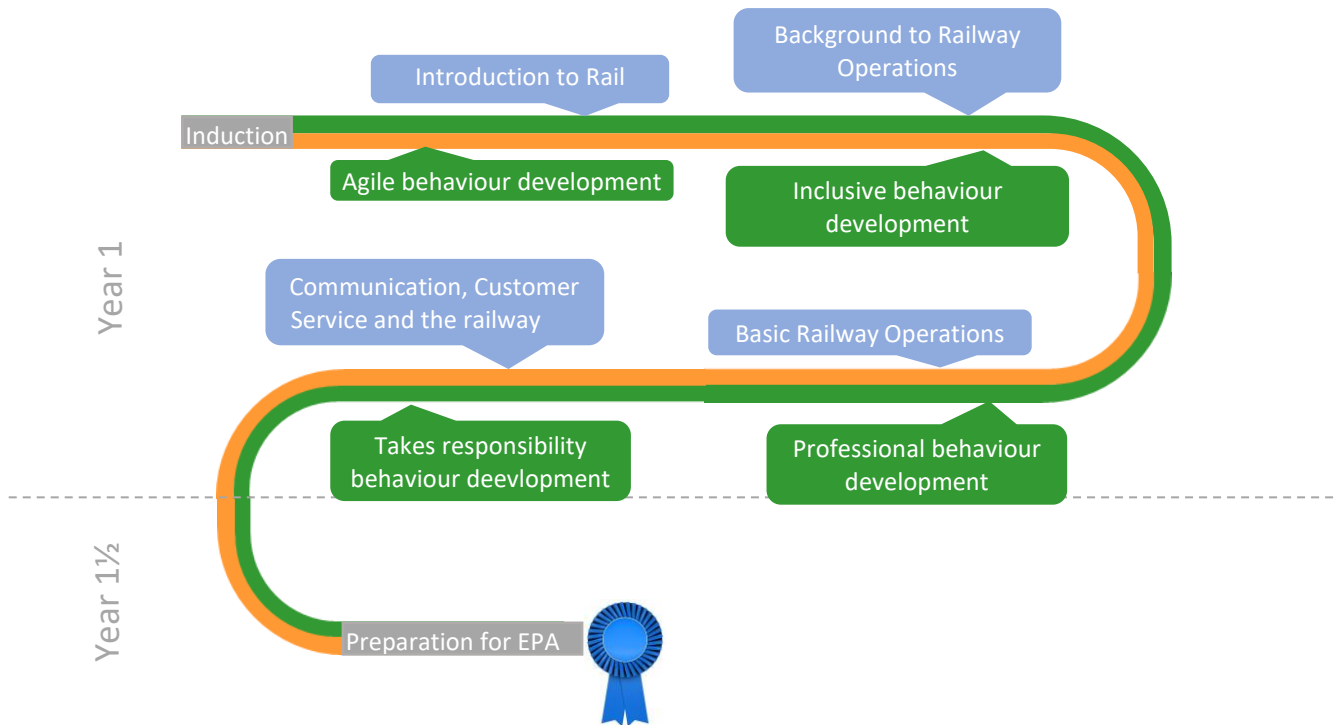 Background to Railway
Operations
Introduction to Rail
Induction
Agile behaviour development
Inclusive behaviour
development
Year 1
Communication, Customer
Service and the railway
Basic Railway Operations
Takes responsibility
behaviour deevlopment
Professional behaviour
development
Year 1½
Preparation for EPA